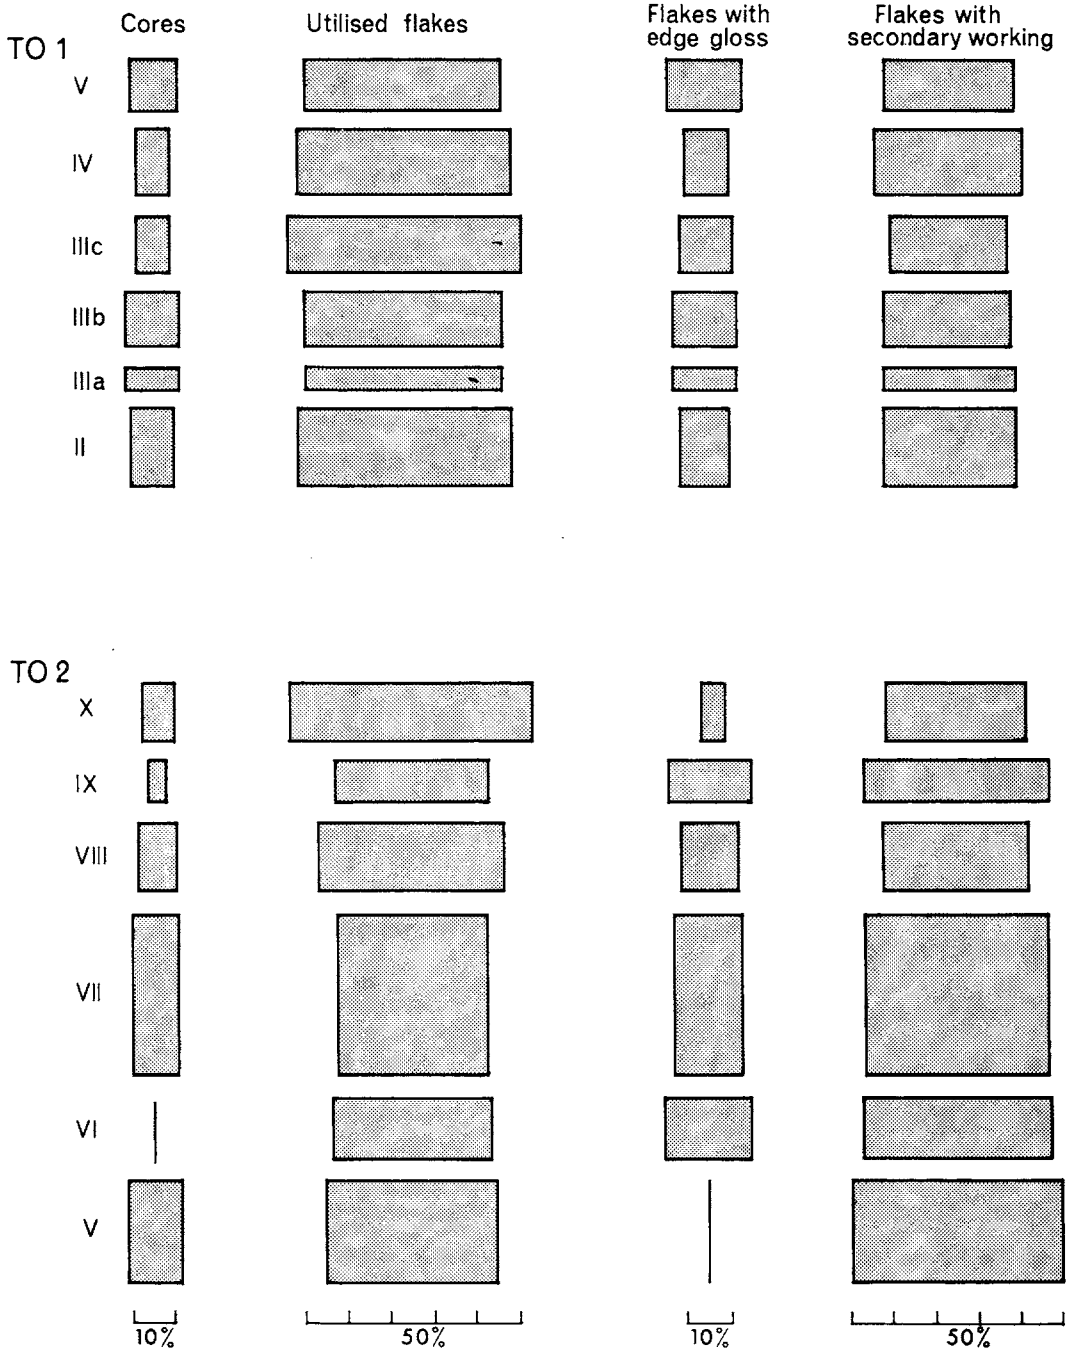 Cores
Utilised flakes
Flakes with
edge gloss
Flakes with
secondary working
TO 1
V
IV
IIIc
IIIb
IIIa
II
TO 2
X
IX
VIII
VII
VI
V
10%
50%
10%
50%